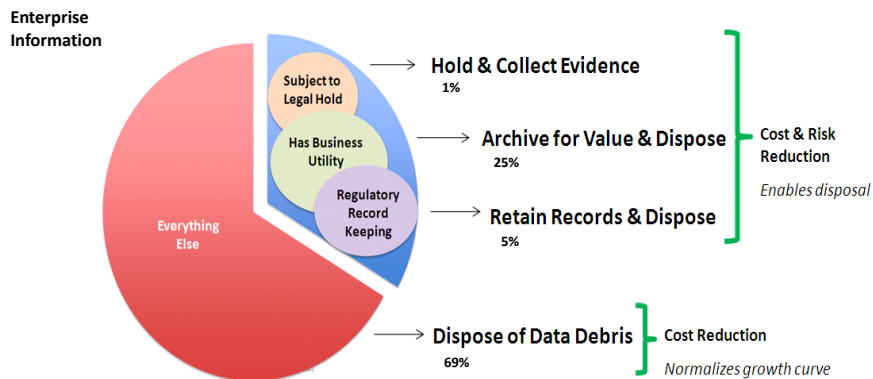 Enterprise
Information
Subject to
Legal Hold
Has Business
Utility
Regulatory
Record
Keeping
Everything
Else
Hold & Collect Evidence
1%
Archive for Value & Dispose
25%
Retain Records & Dispose
5%
Cost & Risk
Reduction
Enables disposal
Dispose of Data Debris
69%
Cost Reduction
Normalizes growth curve